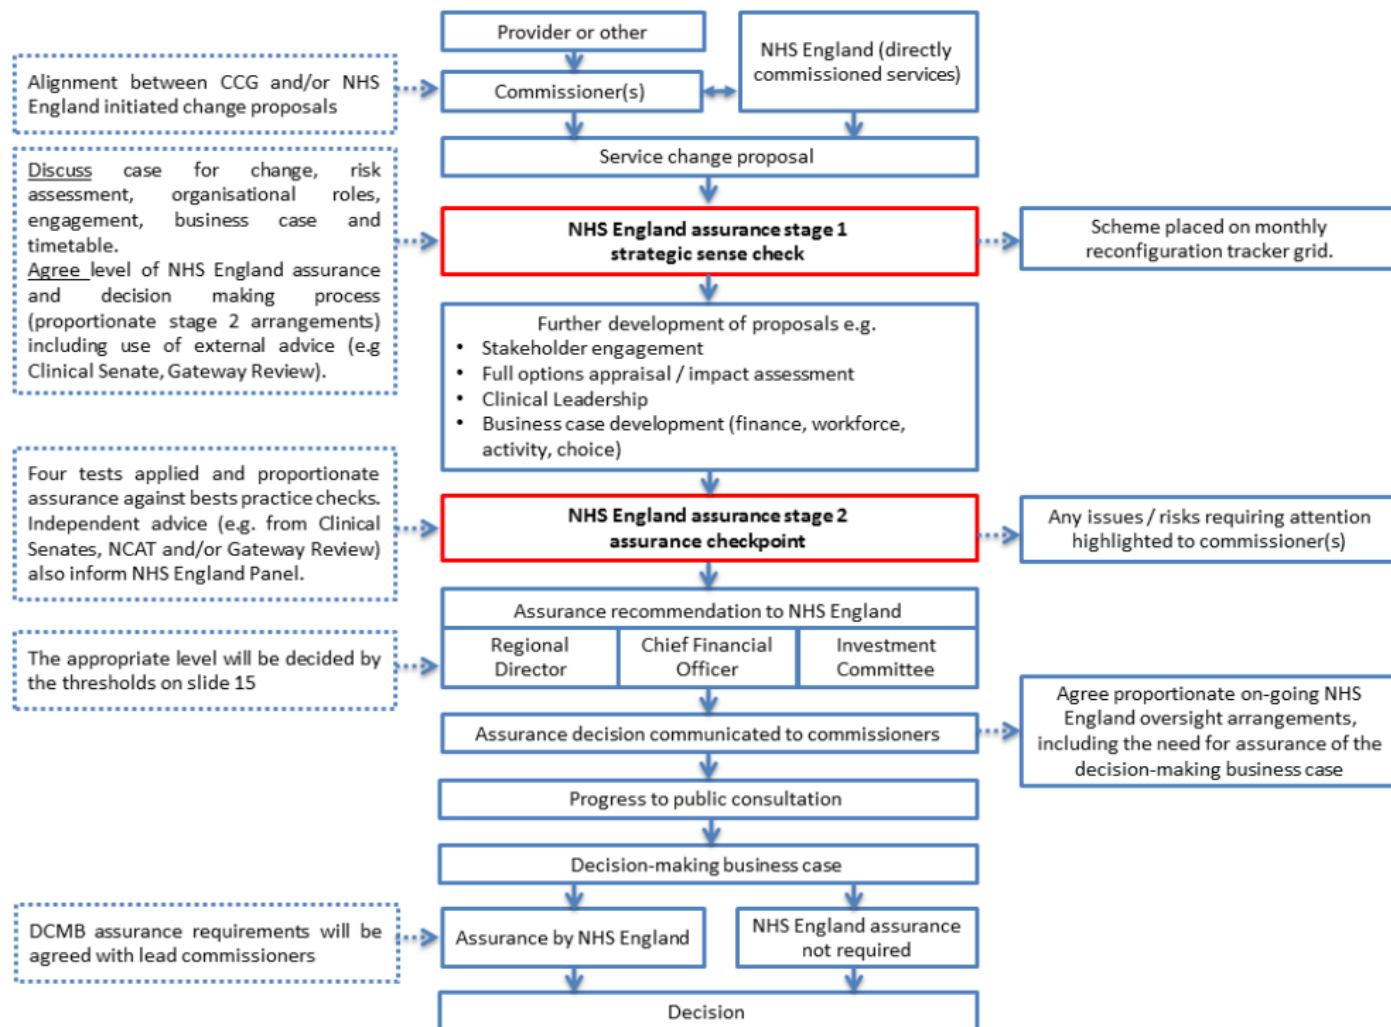 Provider or other
NHS England (directly
commissioned services)
Alignment between CCG and/or NHS
England initiated change proposals
Commissioner(s)
Service change proposal
Discuss case for change, risk
assessment, organisational roles,
engagement, business case and
timetable.
Agree level of NHS England assurance
and decision making process
(proportionate stage 2 arrangements)
including use of external advice (e.g
Clinical Senate, Gateway Review).
NHS England assurance stage 1
strategic sense check
Scheme placed on monthly
reconfiguration tracker grid.
Further development of proposals e.g.
• Stakeholder engagement
• Full options appraisal / impact assessment
• Clinical Leadership
• Business case development (finance, workforce,
activity, choice)
Four tests applied and proportionate
assurance against bests practice checks.
Independent advice (e.g. from Clinical
Senates, NCAT and/or Gateway Review)
also inform NHS England Panel.
NHS England assurance stage 2
assurance checkpoint
Any issues / risks requiring attention
highlighted to commissioner(s)
Assurance recommendation to NHS England
Regional
Director
Chief Financial
Officer
Investment
Committee
The appropriate level will be decided by
the thresholds on slide 15
Assurance decision communicated to commissioners
Agree proportionate on-going NHS
England oversight arrangements,
including the need for assurance of the
decision-making business case
Progress to public consultation
Decision-making business case
DCMB assurance requirements will be
agreed with lead commissioners
Assurance by NHS England
NHS England assurance
not required
Decision